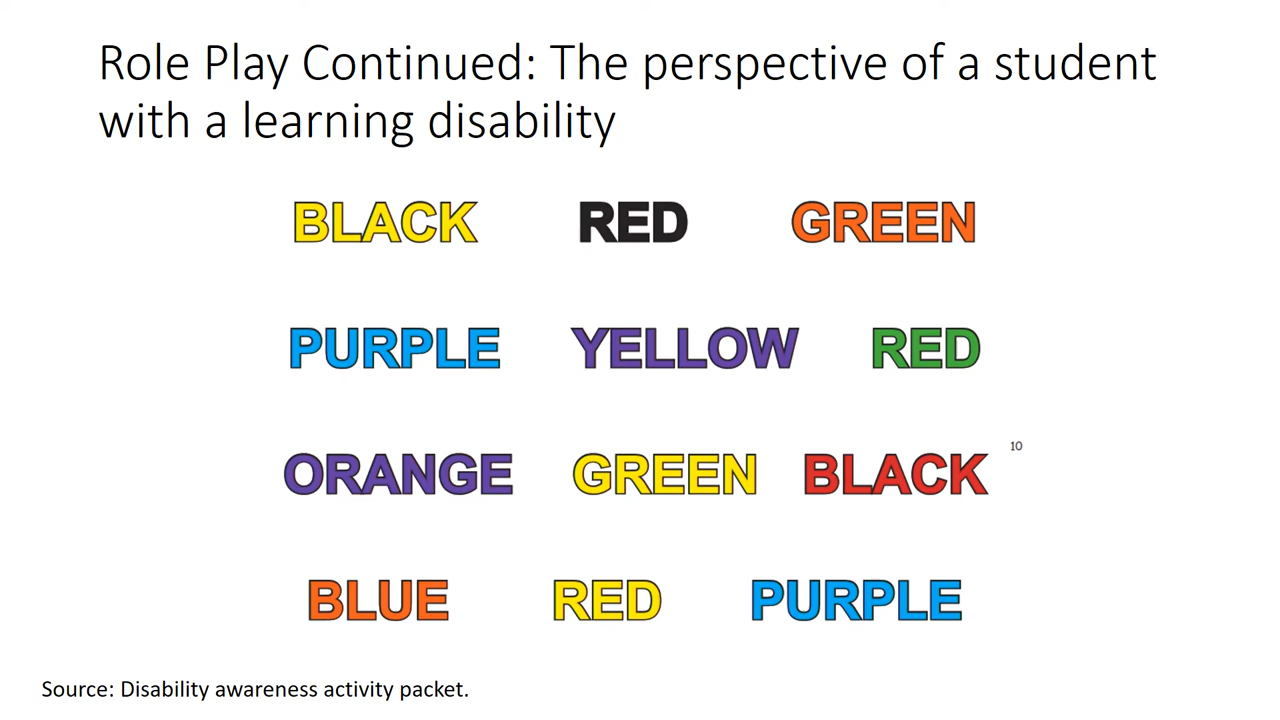 Role Play Continued: The perspective of a student
with a learning disability
BLACK RED GREEN
PURPLE YELLOW RED
10
ORANGE GREEN BLACK
BLUE RED PURPLE
Source: Disability awareness activity packet.